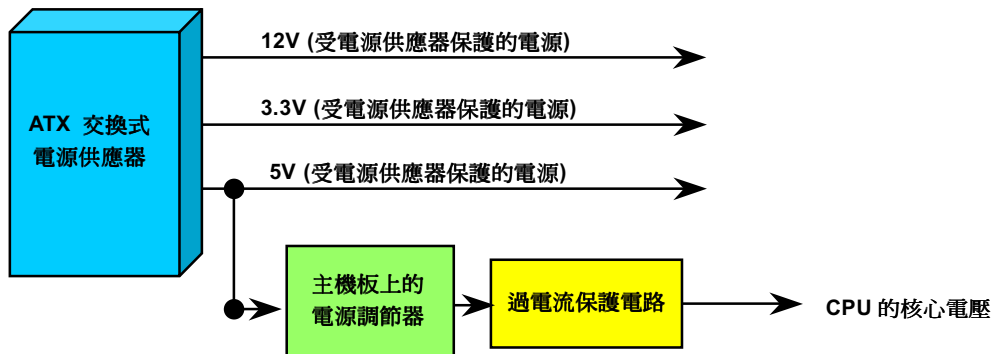 12V (受電源供應器保護的電源)
3.3V (受電源供應器保護的電源)
ATX 交換式
電源供應器
5V (受電源供應器保護的電源)
主機板上的
電源調節器
過電流保護電路
CPU 的核心電壓